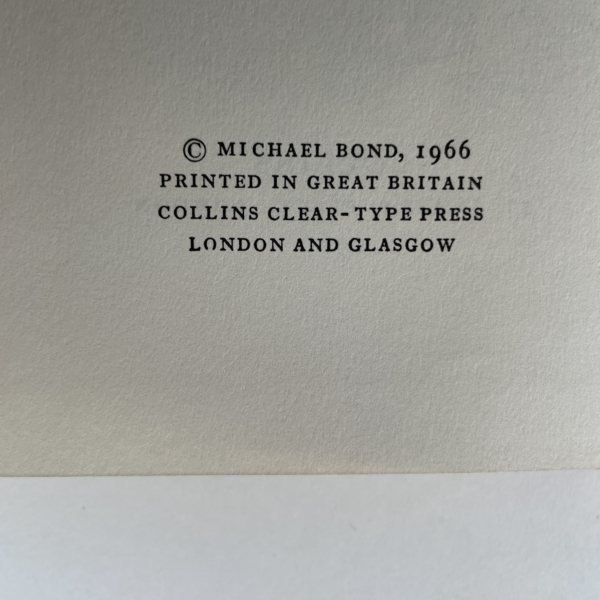 © MICHAEL BOND, 1966
PRINTED IN GREAT BRITAIN
COLLINS CLEAR-TYPE PRESS
LONDON AND GLASGOW